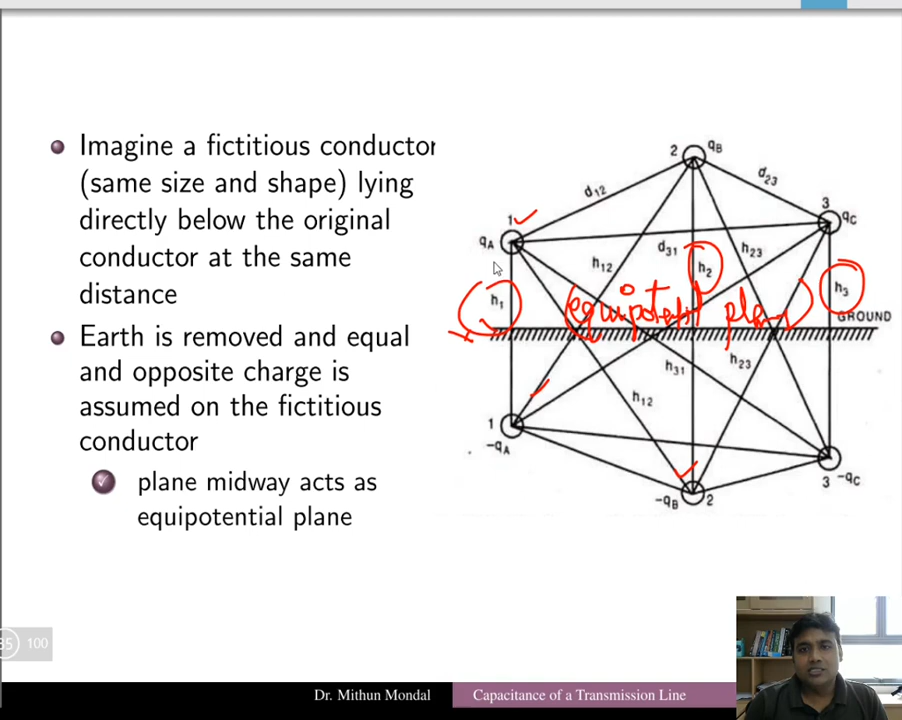 Imagine a fictitious conductor
(same size and shape) lying
directly below the original
conductor at the same
distance
Earth is removed and equal
and opposite charge is
assumed on the fictitious
conductor
plane midway acts as
equipotential plane
2 qB
d12
d23
1
3
qA
qC
d31
h12
h23
h2
h1
h3
equipotential plane
GROUND
h31
h23
h12
1
-qA
3 -qC
-qB 2
35 100
Dr. Mithun Mondal
Capacitance of a Transmission Line